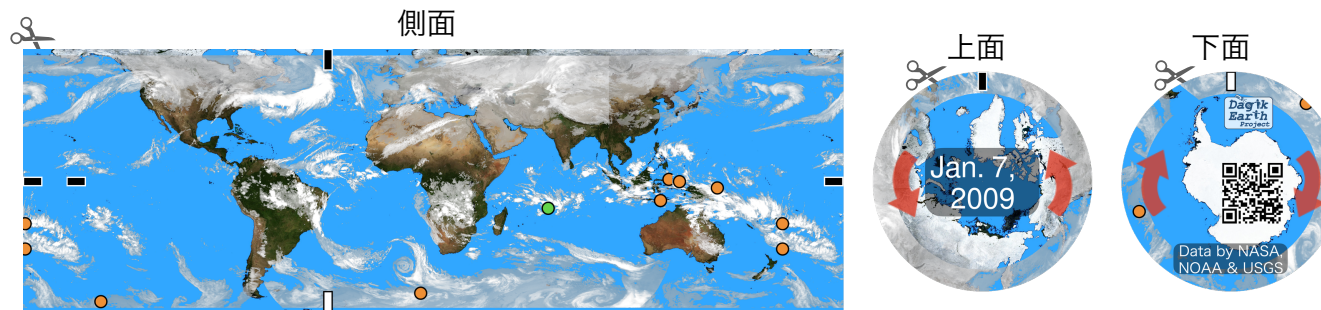 側面
上面
下面
Jan. 7,
2009
Dagik
Earth
Project
Data by NASA,
NOAA & USGS